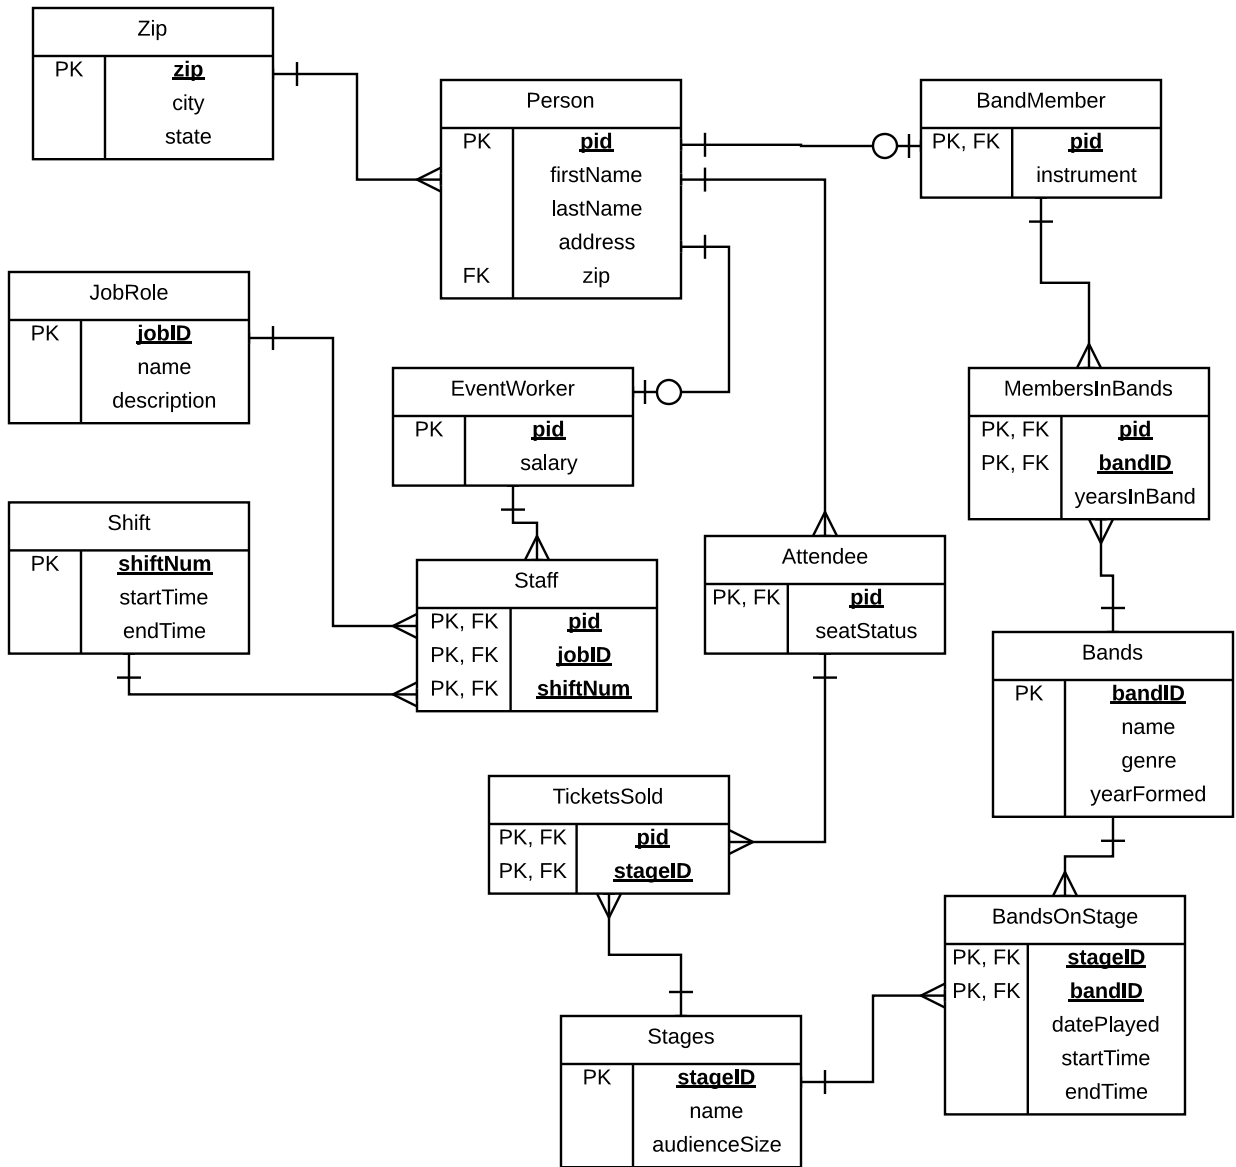 Zip
PK zip
city
state
Person
PK pid
firstName
lastName
address
FK zip
BandMember
PK, FK pid
instrument
JobRole
PK jobID
name
description
EventWorker
PK pid
salary
MembersInBands
PK, FK pid
PK, FK bandID
yearsInBand
Shift
PK shiftNum
startTime
endTime
Staff
PK, FK pid
PK, FK jobID
PK, FK shiftNum
Attendee
PK, FK pid
seatStatus
Bands
PK bandID
name
genre
yearFormed
TicketsSold
PK, FK pid
PK, FK stageID
BandsOnStage
PK, FK stageID
PK, FK bandID
datePlayed
startTime
endTime
Stages
PK stageID
name
audienceSize